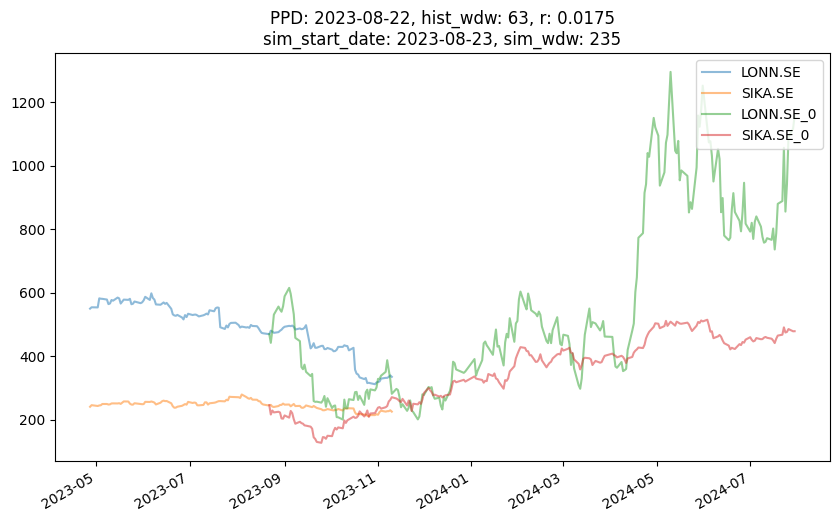 PPD: 2023-08-22, hist_wdw: 63, r: 0.0175
sim_start_date: 2023-08-23, sim_wdw: 235
LONN.SE
SIKA.SE
LONN.SE_0
SIKA.SE_0
1200
1000
800
600
400
200
2023-05
2023-07
2023-09
2023-11
2024-01
2024-03
2024-05
2024-07